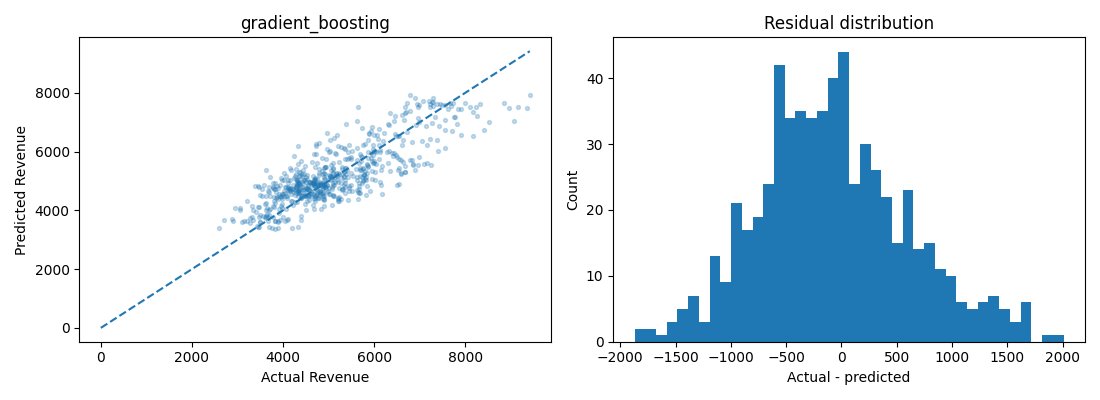 gradient_boosting
Predicted Revenue
8000
6000
4000
2000
0
0 2000 4000 6000 8000
Actual Revenue
Residual distribution
Count
40
30
20
10
0
−2000 −1500 −1000 −500 0 500 1000 1500 2000
Actual - predicted